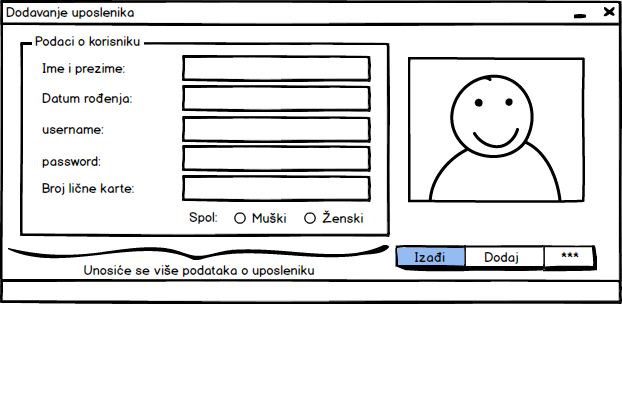 Dodavanje uposlenika
Podaci o korisniku
Ime i prezime:
Datum rođenja:
username:
password:
Broj lične karte:
Spol: Muški Ženski
Unosiće se više podataka o uposleniku
Izađi Dodaj ***